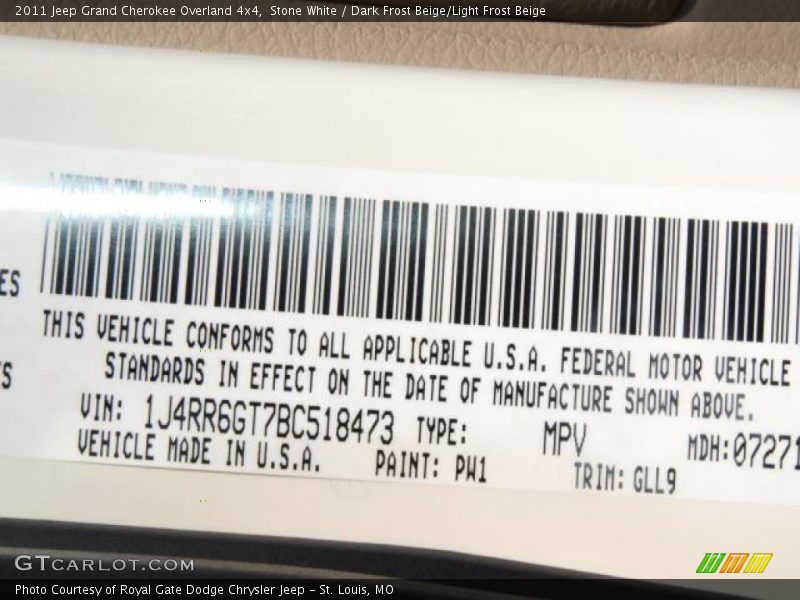 2011 Jeep Grand Cherokee Overland 4x4, Stone White / Dark Frost Beige/Light Frost Beige
ES
THIS VEHICLE CONFORMS TO ALL APPLICABLE U.S.A. FEDERAL MOTOR VEHICLE
STANDARDS IN EFFECT ON THE DATE OF MANUFACTURE SHOWN ABOVE.
VIN: 1J4RR6GT7BC518473 TYPE: MPV MDH:07271
VEHICLE MADE IN U.S.A. PAINT: PW1 TRIM: GLL9
GTCARLOT.COM
Photo Courtesy of Royal Gate Dodge Chrysler Jeep – St. Louis, MO